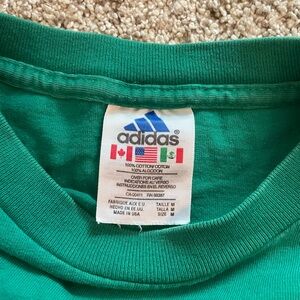 adidas®
100% COTTON/COTON
100% ALGODON
OVER FOR CARE
INDICATIONS AU VERSO
INSTRUCCIONES EN EL REVERSO
FABRIQUE AUX E.U. TAILLE M
HECHO EN EE.UU. TALLA M
MADE IN USA SIZE M